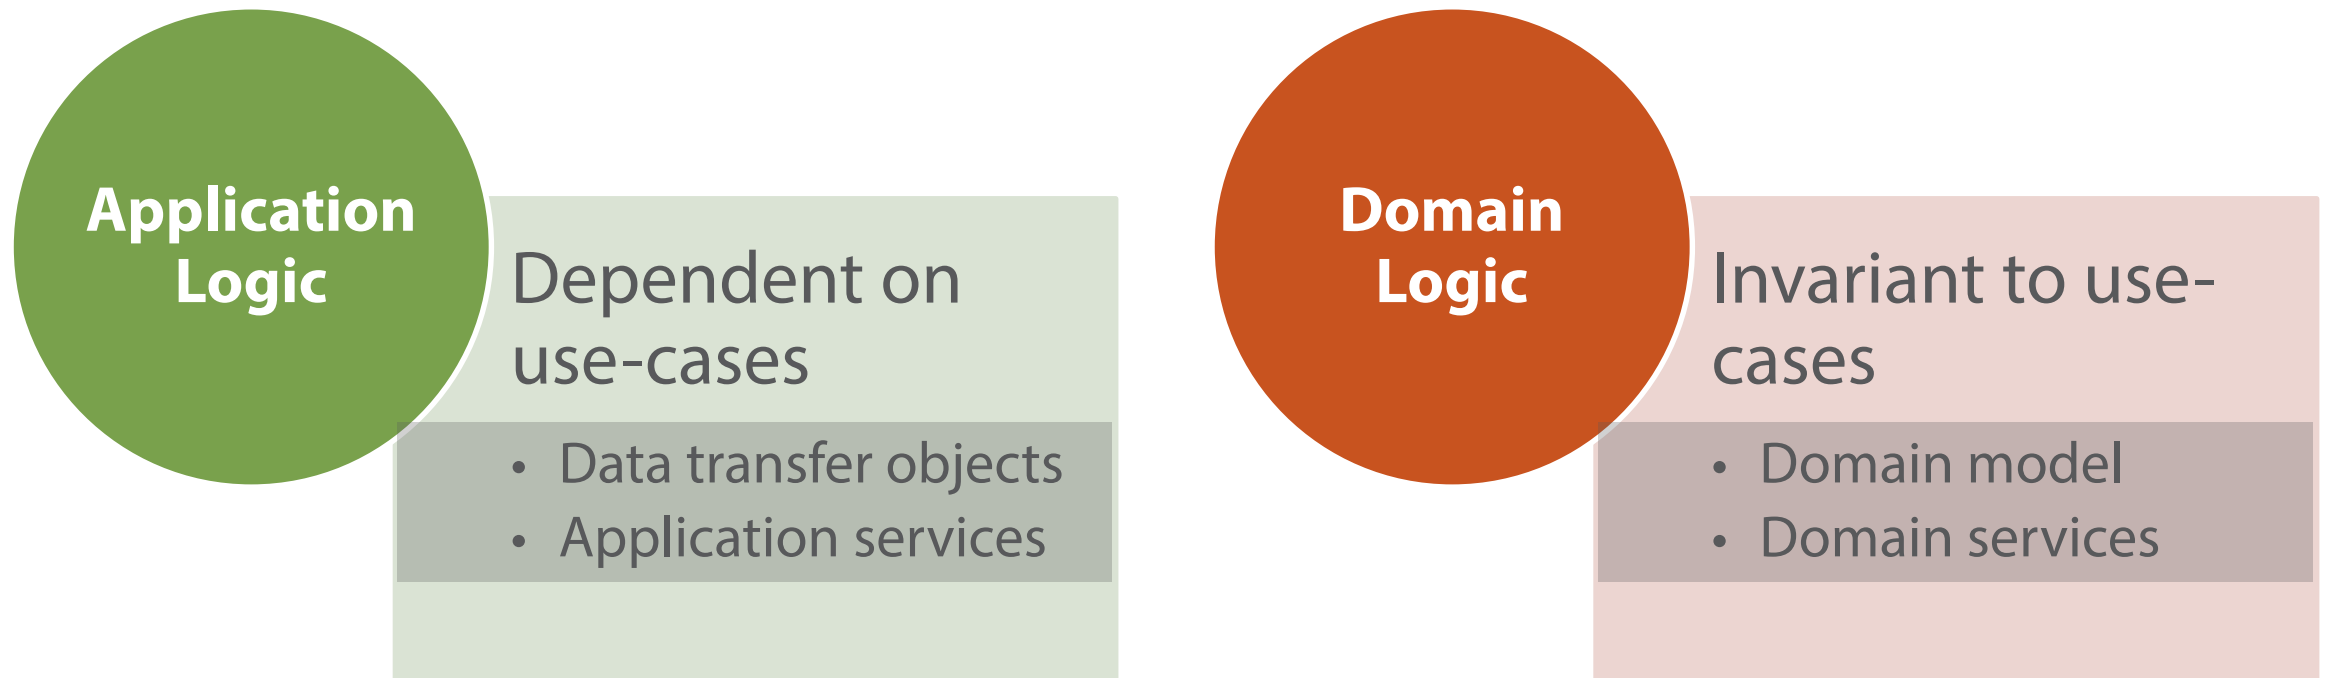 Application
Logic
Dependent on
use-cases
• Data transfer objects
• Application services
Domain
Logic
Invariant to use-
cases
• Domain model
• Domain services